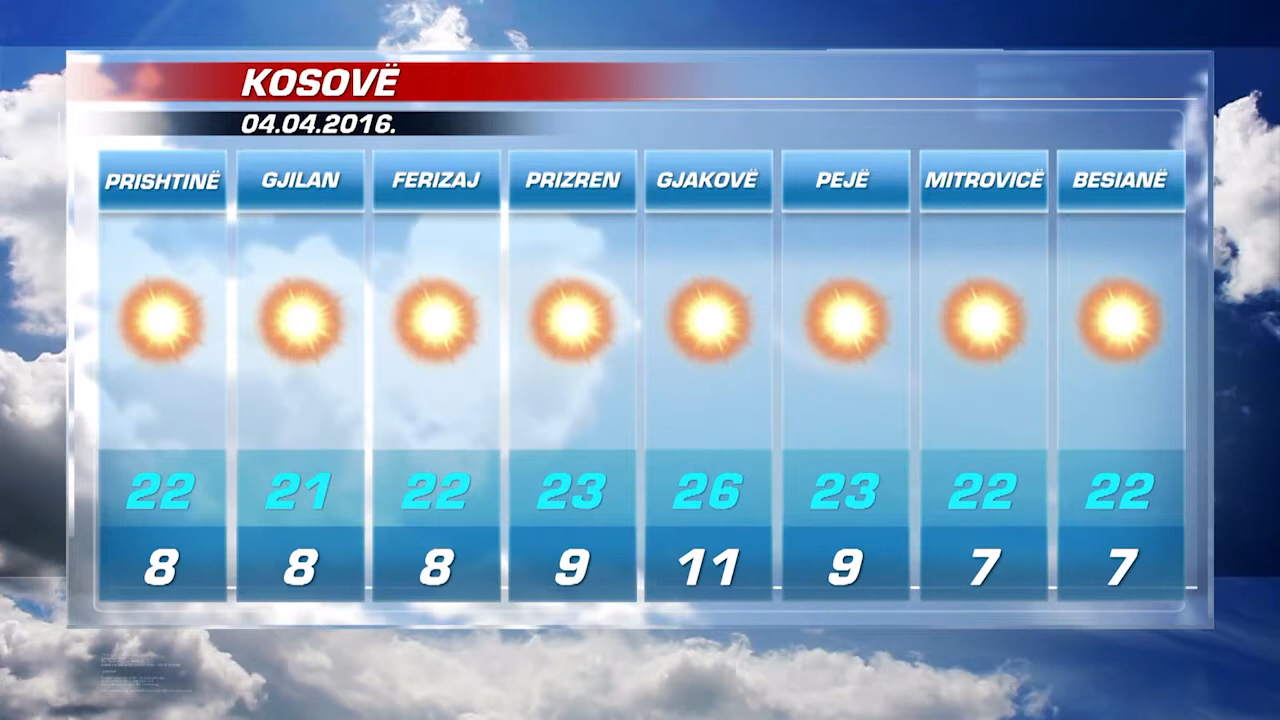 KOSOVË
04.04.2016.
PRISHTINË GJILAN FERIZAJ PRIZREN GJAKOVË PEJË MITROVICË BESIANË
22 21 22 23 26 23 22 22
8 8 8 9 11 9 7 7